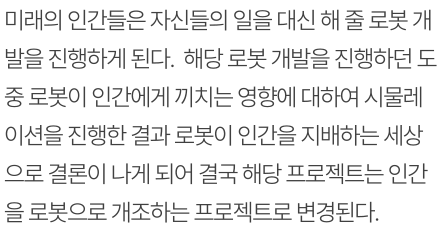 미래의 인간들은 자신들의 일을 대신 해 줄 로봇 개
발을 진행하게 된다.  해당 로봇 개발을 진행하던 도
중 로봇이 인간에게 끼치는 영향에 대하여 시물레
이션을 진행한 결과 로봇이 인간을 지배하는 세상
으로 결론이 나게 되어 결국 해당 프로젝트는 인간
을 로봇으로 개조하는 프로젝트로 변경된다.